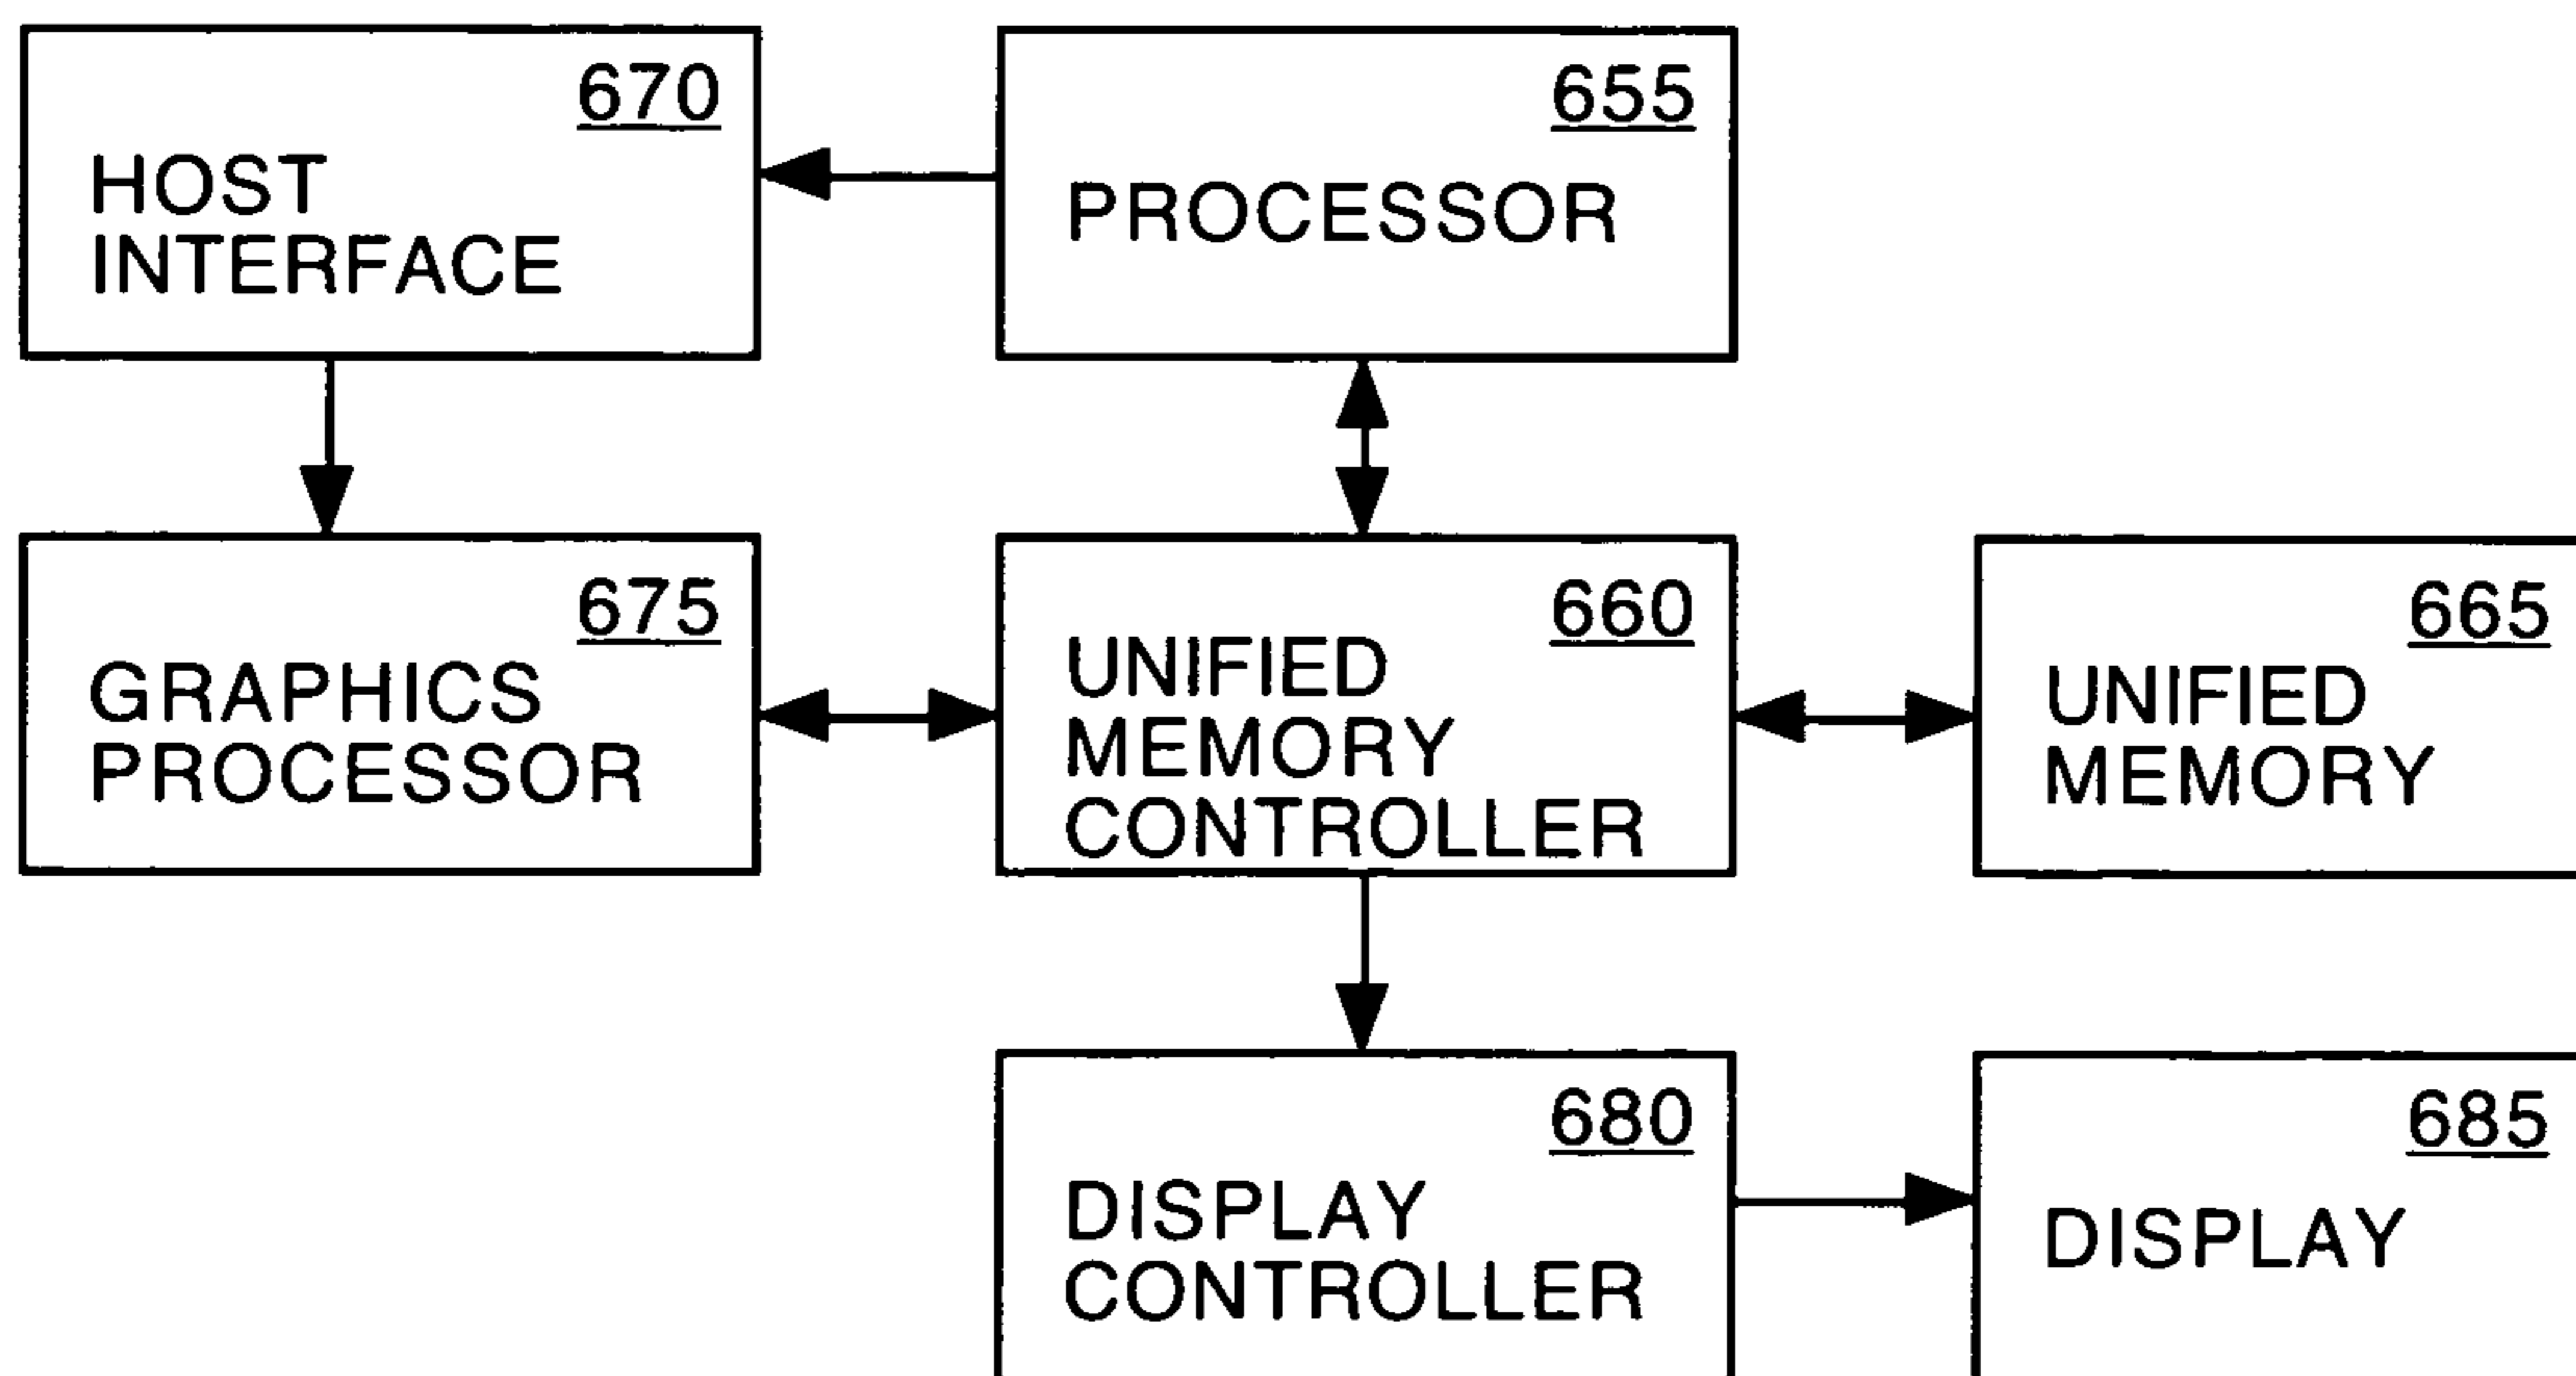 670
HOST
INTERFACE
655
PROCESSOR
675
GRAPHICS
PROCESSOR
660
UNIFIED
MEMORY
CONTROLLER
665
UNIFIED
MEMORY
680
DISPLAY
CONTROLLER
685
DISPLAY